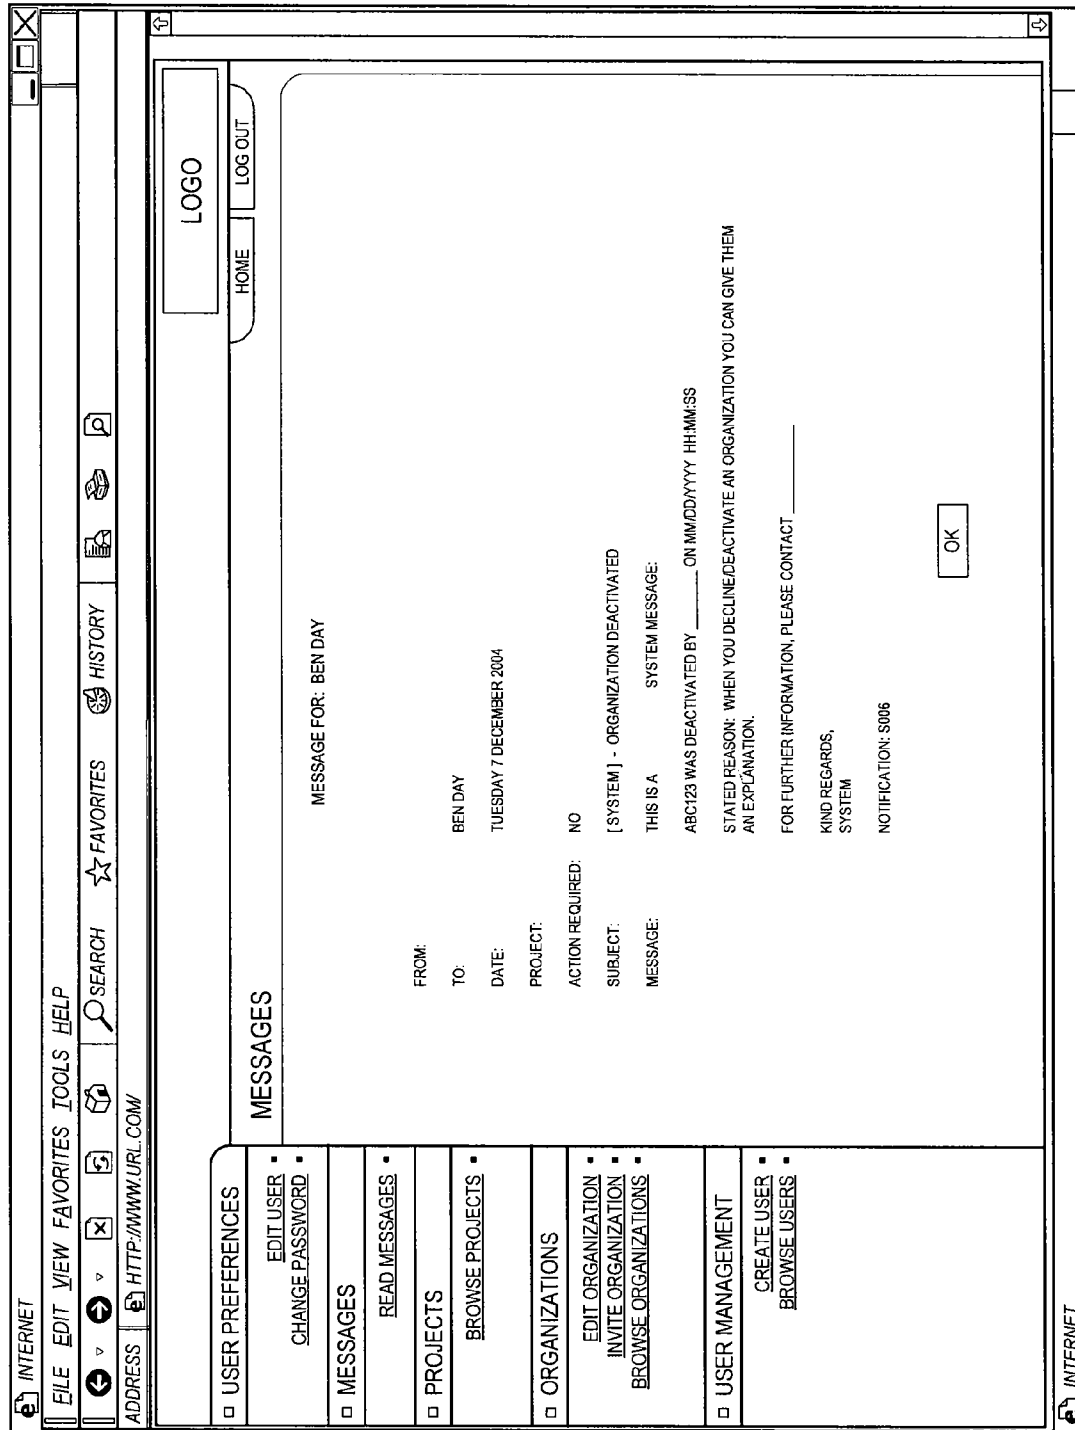 INTERNET
FILE EDIT VIEW FAVORITES TOOLS HELP
SEARCH FAVORITES HISTORY
ADDRESS HTTP://WWW.URL.COM/
LOGO
HOME LOG OUT
USER PREFERENCES
EDIT USER
CHANGE PASSWORD
MESSAGES
READ MESSAGES
PROJECTS
BROWSE PROJECTS
ORGANIZATIONS
EDIT ORGANIZATION
INVITE ORGANIZATION
BROWSE ORGANIZATIONS
USER MANAGEMENT
CREATE USER
BROWSE USERS
MESSAGES
MESSAGE FOR: BEN DAY
FROM:
TO: BEN DAY
DATE: TUESDAY 7 DECEMBER 2004
PROJECT:
ACTION REQUIRED: NO
SUBJECT: [SYSTEM] - ORGANIZATION DEACTIVATED
MESSAGE: THIS IS A SYSTEM MESSAGE:
ABC123 WAS DEACTIVATED BY ______ ON MM/DD/YYYY HH:MM:SS
STATED REASON: WHEN YOU DECLINE/DEACTIVATE AN ORGANIZATION YOU CAN GIVE THEM
AN EXPLANATION.
FOR FURTHER INFORMATION, PLEASE CONTACT __________
KIND REGARDS,
SYSTEM
NOTIFICATION: S006
OK
INTERNET